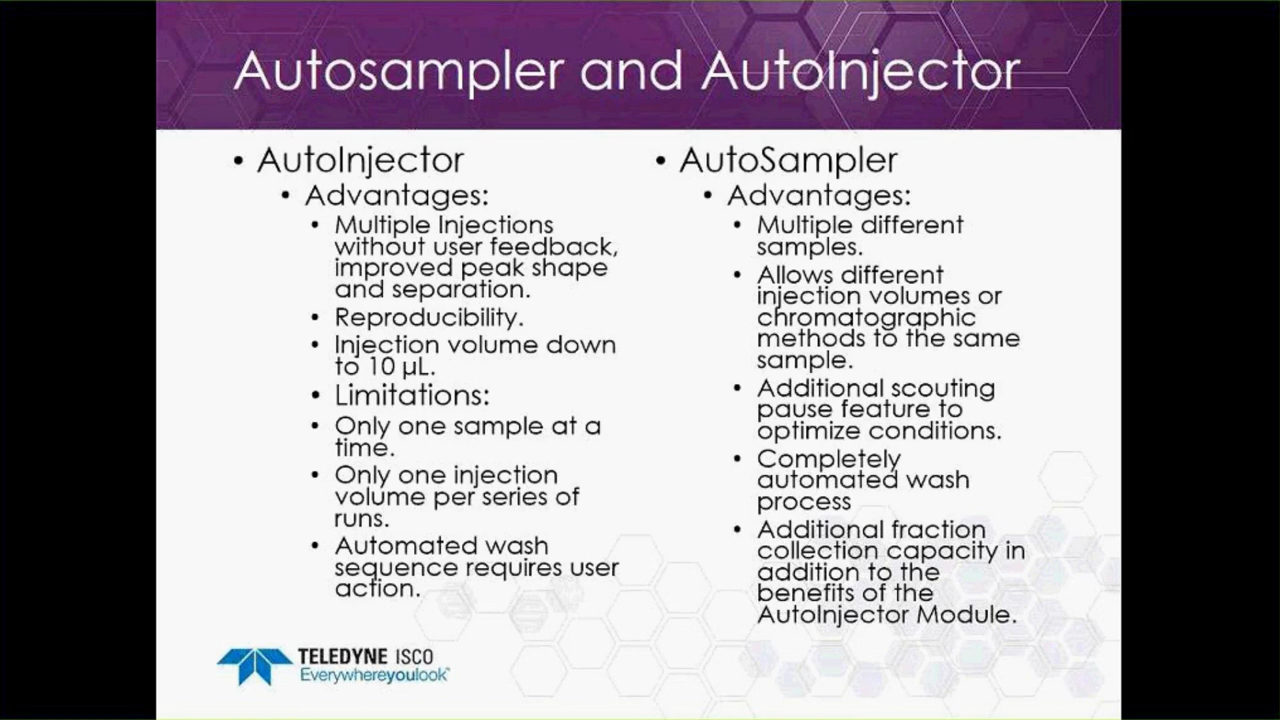 Autosampler and AutoInjector
• AutoInjector
• Advantages:
• Multiple Injections
without user feedback,
improved peak shape
and separation.
• Reproducibility.
• Injection volume down
to 10 µL.
• Limitations:
• Only one sample at a
time.
• Only one injection
volume per series of
runs.
• Automated wash
sequence requires user
action.
• AutoSampler
• Advantages:
• Multiple different
samples.
• Allows different
injection volumes or
chromatographic
methods to the same
sample.
• Additional scouting
pause feature to
optimize conditions.
• Completely
automated wash
process
• Additional fraction
collection capacity in
addition to the
benefits of the
AutoInjector Module.
TELEDYNE ISCO
Everywhereyoulook™